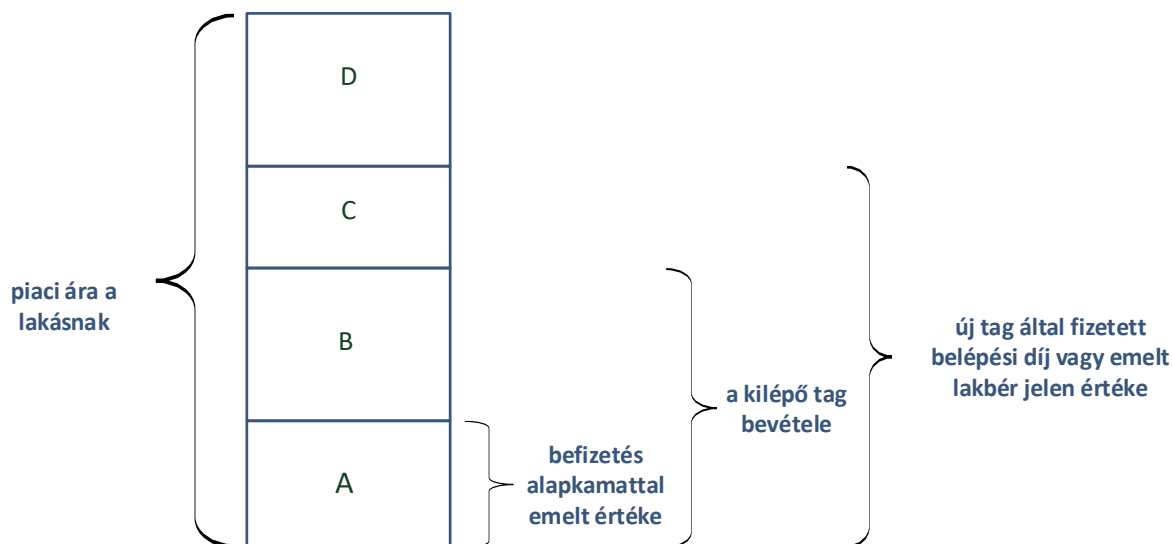 D
C
B
A
piaci ára a
lakásnak
befizetés
alapkamattal
emelt értéke
a kilépő tag
bevétele
új tag által fizetett
belépési díj vagy emelt
lakbér jelen értéke